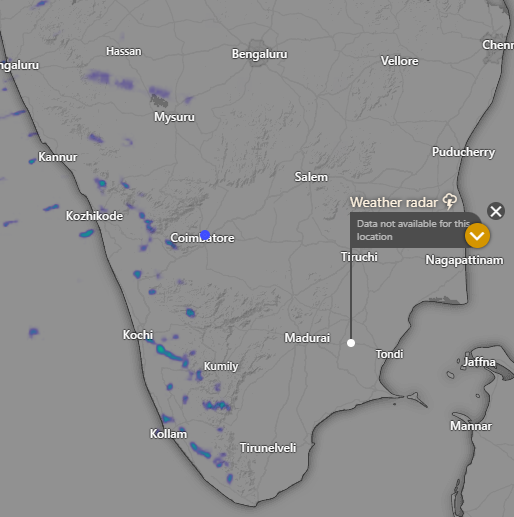 Hassan
Bengaluru
Vellore
Chenn
ngaluru
Mysuru
Kannur
Puducherry
Salem
Weather radar
Data not available for this
location
Kozhikode
Coimbatore
Tiruchi
Nagapattinam
Kochi
Madurai
Tondi
Kumily
Jaffna
Mannar
Kollam
Tirunelveli